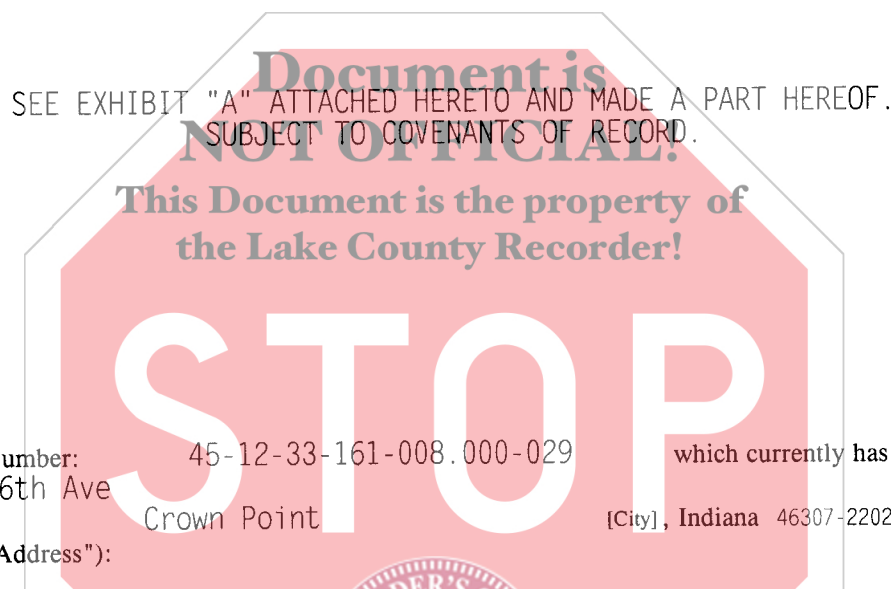 Document is
SEE EXHIBIT "A" ATTACHED HERETO AND MADE A PART HEREOF.
NOT OFFICIAL!
SUBJECT TO COVENANTS OF RECORD.
This Document is the property of
the Lake County Recorder!
STOP
umber: 45-12-33-161-008.000-029 which currently has
6th Ave
Crown Point [City], Indiana 46307-2202
Address"):
DER'S